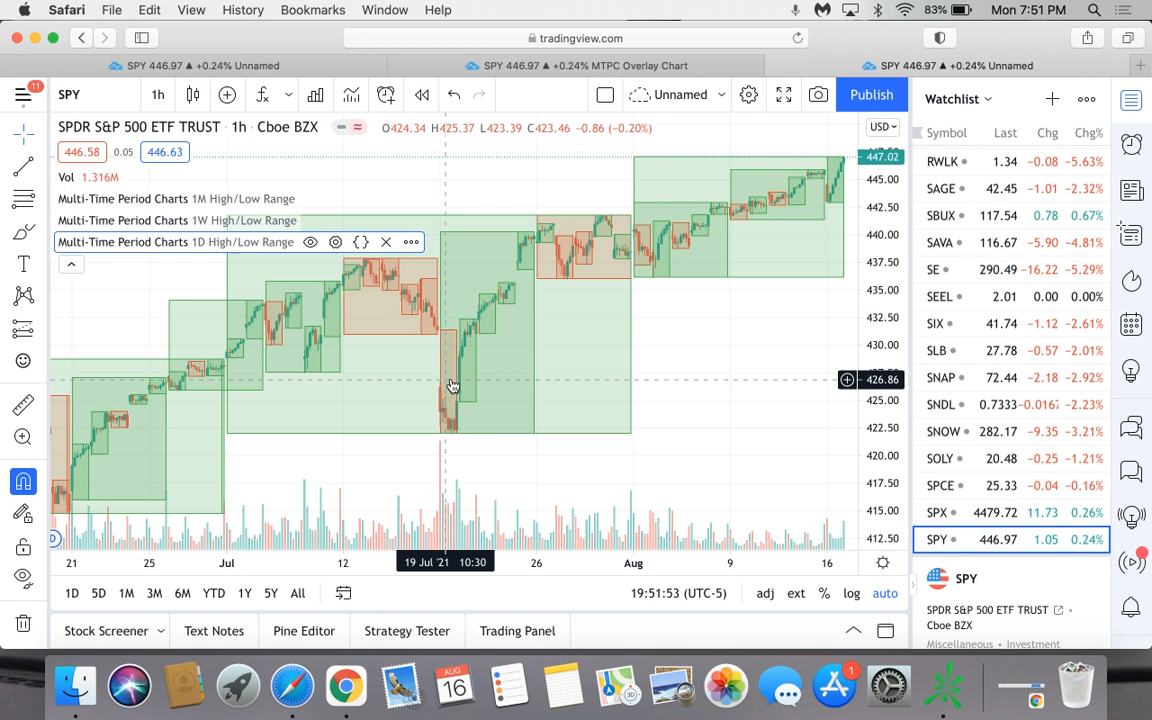 Safari File Edit View History Bookmarks Window Help 83% Mon 7:51 PM
tradingview.com
SPY 446.97 ▲ +0.24% Unnamed
SPY 446.97 ▲ +0.24% MTPC Overlay Chart
SPY 446.97 ▲ +0.24% Unnamed
11
SPY 1h Unnamed Publish
SPDR S&P 500 ETF TRUST · 1h · Cboe BZX O424.34 H425.37 L423.39 C423.46 -0.86 (-0.20%)
446.58 0.05 446.63
Vol 1.316M
Multi-Time Period Charts 1M High/Low Range
Multi-Time Period Charts 1W High/Low Range
Multi-Time Period Charts 1D High/Low Range
USD
447.02
445.00
442.50
440.00
437.50
435.00
432.50
430.00
426.86
425.00
422.50
420.00
417.50
415.00
412.50
21 25 Jul 12 19 Jul '21 10:30 26 Aug 9 16
1D 5D 1M 3M 6M YTD 1Y 5Y All 19:51:53 (UTC-5) adj ext % log auto
Stock Screener Text Notes Pine Editor Strategy Tester Trading Panel
Watchlist
Symbol Last Chg Chg%
RWLK 1.34 -0.08 -5.63%
SAGE 42.45 -1.01 -2.32%
SBUX 117.54 0.78 0.67%
SAVA 116.67 -5.90 -4.81%
SE 290.49 -16.22 -5.29%
SEEL 2.01 0.00 0.00%
SIX 41.74 -1.12 -2.61%
SLB 27.78 -0.57 -2.01%
SNAP 72.44 -2.18 -2.92%
SNDL 0.7333 -0.0167 -2.23%
SNOW 282.17 -9.35 -3.21%
SOLY 20.48 -0.25 -1.21%
SPCE 25.33 -0.04 -0.16%
SPX 4479.72 11.73 0.26%
SPY 446.97 1.05 0.24%
SPY
SPDR S&P 500 ETF TRUST
Cboe BZX
Miscellaneous · Investment
AUG
16
1